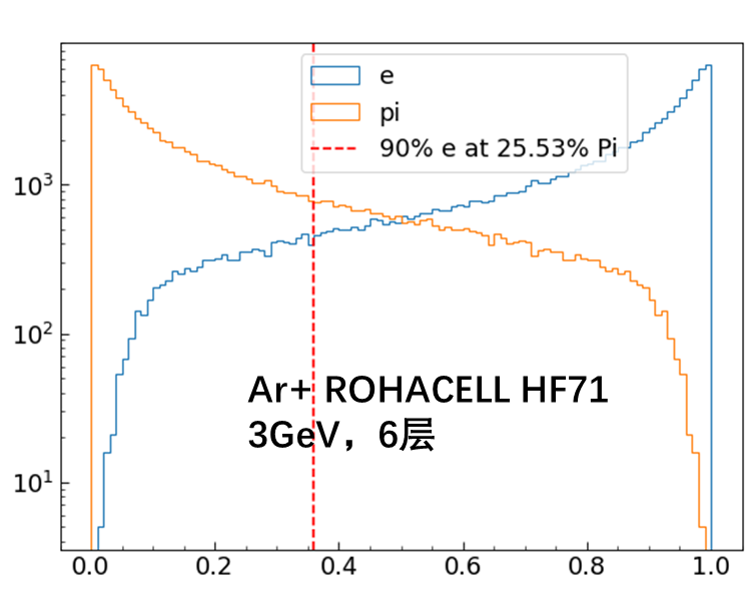 e
pi
90% e at 25.53% Pi
10³
10²
10¹
Ar+ ROHACELL HF71
3GeV，6层
0.0 0.2 0.4 0.6 0.8 1.0